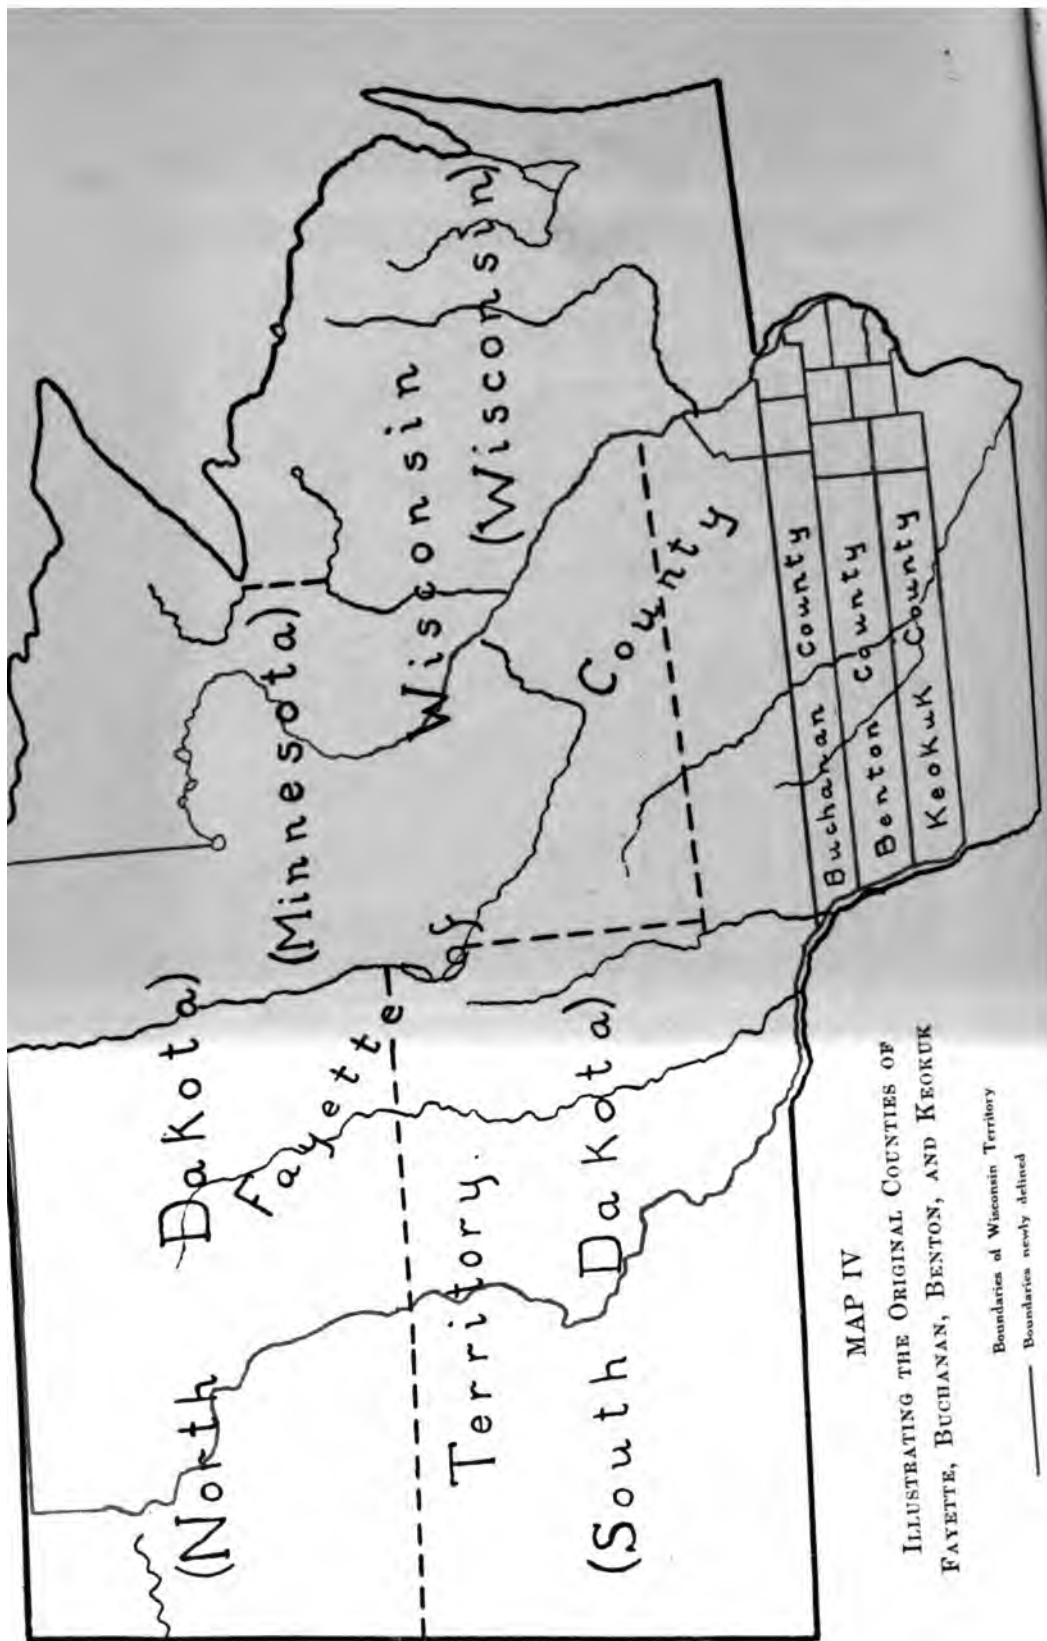 (North Dakota)
(Minnesota)
Fayette County
Wisconsin
Territory.
(Wisconsin)
(South Dakota)
Buchanan County
Benton County
Keokuk County
MAP IV
ILLUSTRATING THE ORIGINAL COUNTIES OF
FAYETTE, BUCHANAN, BENTON, AND KEOKUK
Boundaries of Wisconsin Territory
Boundaries newly defined